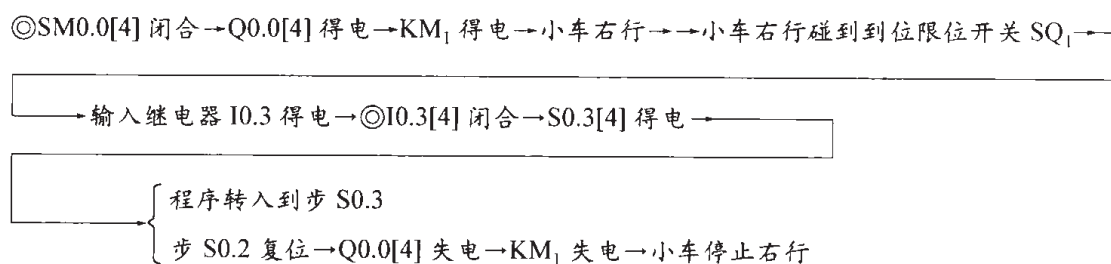 ◎SM0.0[4] 闭合→Q0.0[4] 得电→KM₁ 得电→小车右行→→小车右行碰到到位限位开关 SQ₁→
→输入继电器 I0.3 得电→◎I0.3[4] 闭合→S0.3[4] 得电→
程序转入到步 S0.3
步 S0.2 复位→Q0.0[4] 失电→KM₁ 失电→小车停止右行